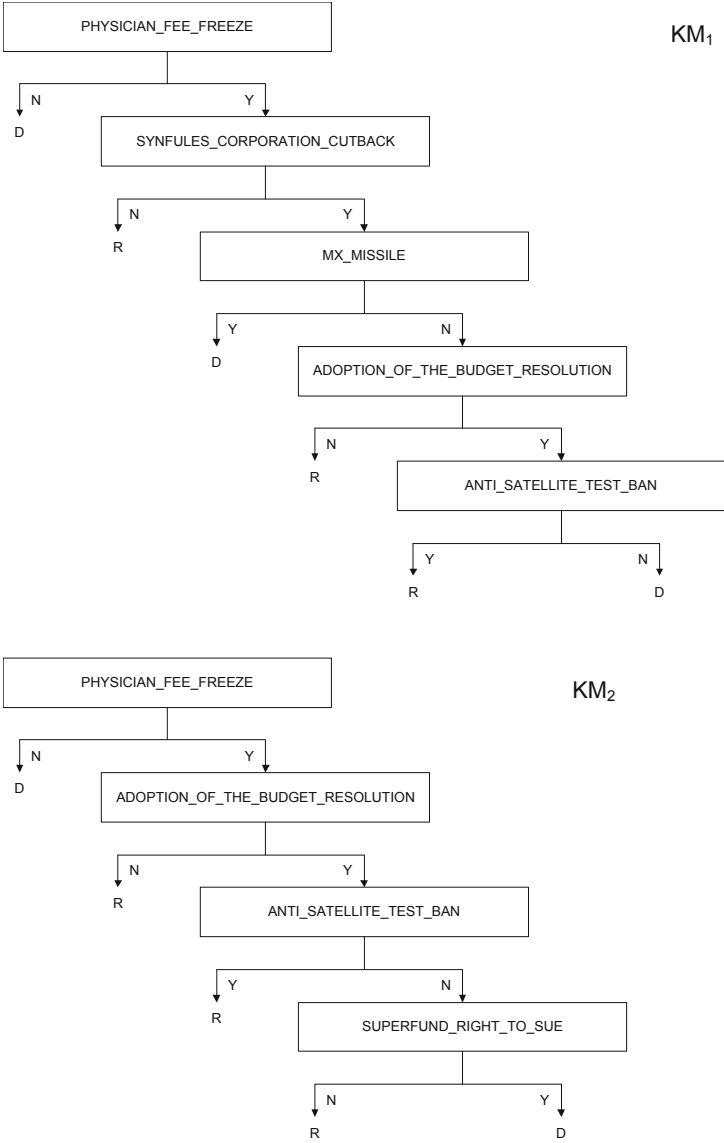 PHYSICIAN_FEE_FREEZE
KM1
N Y
D
SYNFULES_CORPORATION_CUTBACK
N Y
R
MX_MISSILE
Y N
D
ADOPTION_OF_THE_BUDGET_RESOLUTION
N Y
R
ANTI_SATELLITE_TEST_BAN
Y N
R D
PHYSICIAN_FEE_FREEZE
KM2
N Y
D
ADOPTION_OF_THE_BUDGET_RESOLUTION
N Y
R
ANTI_SATELLITE_TEST_BAN
Y N
R
SUPERFUND_RIGHT_TO_SUE
N Y
R D